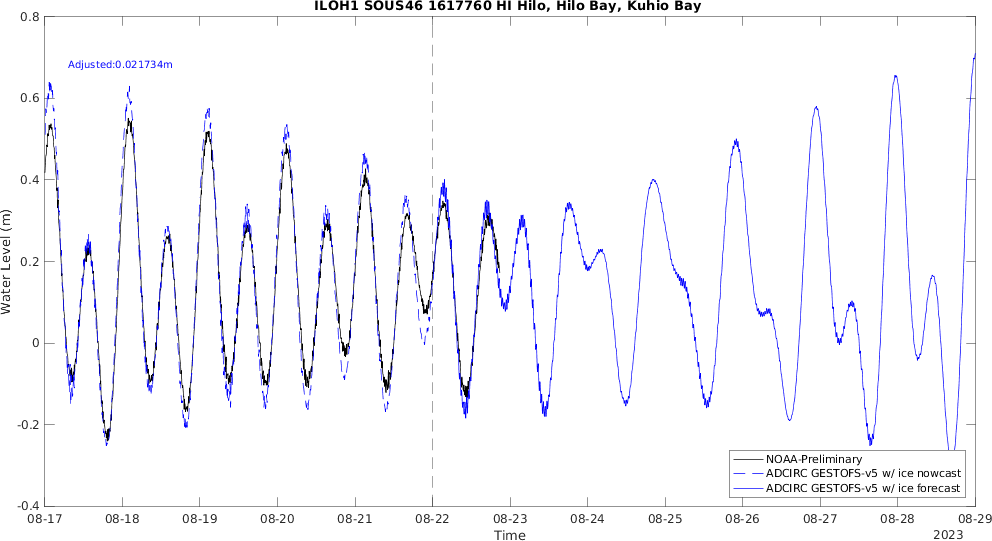 ILOH1 SOUS46 1617760 HI Hilo, Hilo Bay, Kuhio Bay
Adjusted:0.021734m
Water Level (m)
0.8
0.6
0.4
0.2
0
-0.2
-0.4
NOAA-Preliminary
ADCIRC GESTOFS-v5 w/ ice nowcast
ADCIRC GESTOFS-v5 w/ ice forecast
08-17 08-18 08-19 08-20 08-21 08-22 08-23 08-24 08-25 08-26 08-27 08-28 08-29
Time
2023